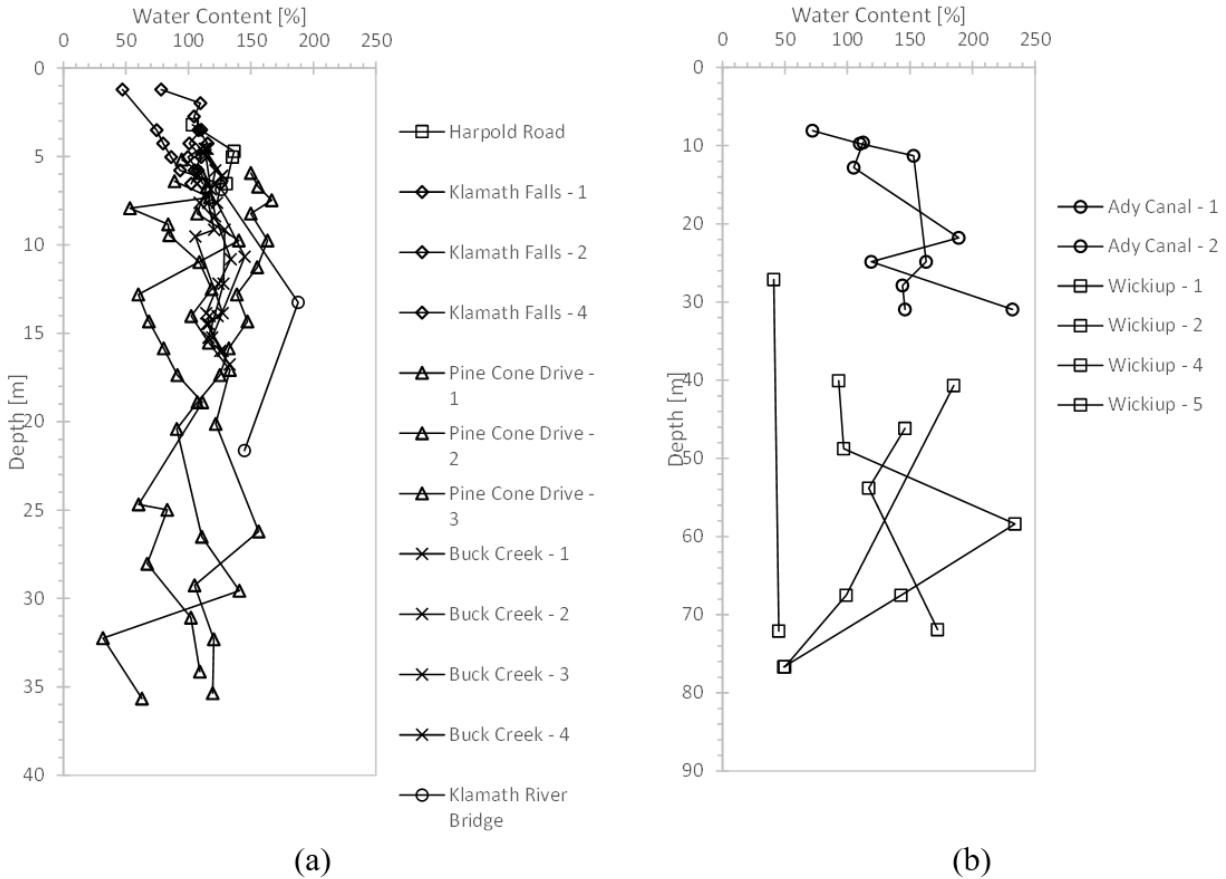 Water Content [%]
0 50 100 150 200 250
0
5
10
15
20
25
30
35
40
Depth [m]
Harpold Road
Klamath Falls - 1
Klamath Falls - 2
Klamath Falls - 4
Pine Cone Drive -
1
Pine Cone Drive -
2
Pine Cone Drive -
3
Buck Creek - 1
Buck Creek - 2
Buck Creek - 3
Buck Creek - 4
Klamath River
Bridge
(a)
Water Content [%]
0 50 100 150 200 250
0
10
20
30
40
50
60
70
80
90
Depth [m]
Ady Canal - 1
Ady Canal - 2
Wickiup - 1
Wickiup - 2
Wickiup - 4
Wickiup - 5
(b)